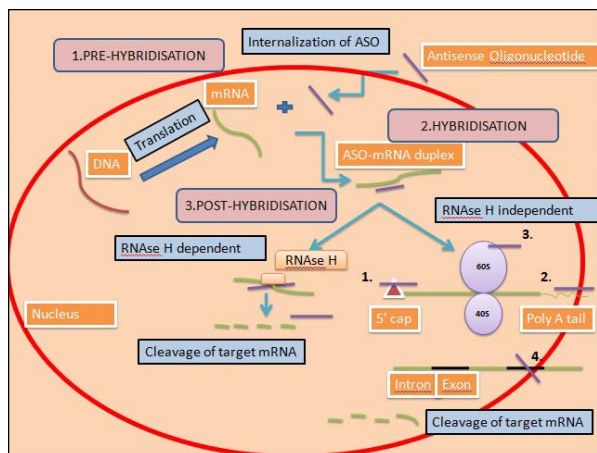 Internalization of ASO
1.PRE-HYBRIDISATION
Antisense Oligonucleotide
mRNA
Translation
2.HYBRIDISATION
DNA
ASO-mRNA duplex
3.POST-HYBRIDISATION
RNAse H independent
RNAse H dependent
RNAse H
3.
60S
1.
2.
Nucleus
5' cap
40S
Poly A tail
Cleavage of target mRNA
4.
Intron
Exon
Cleavage of target mRNA